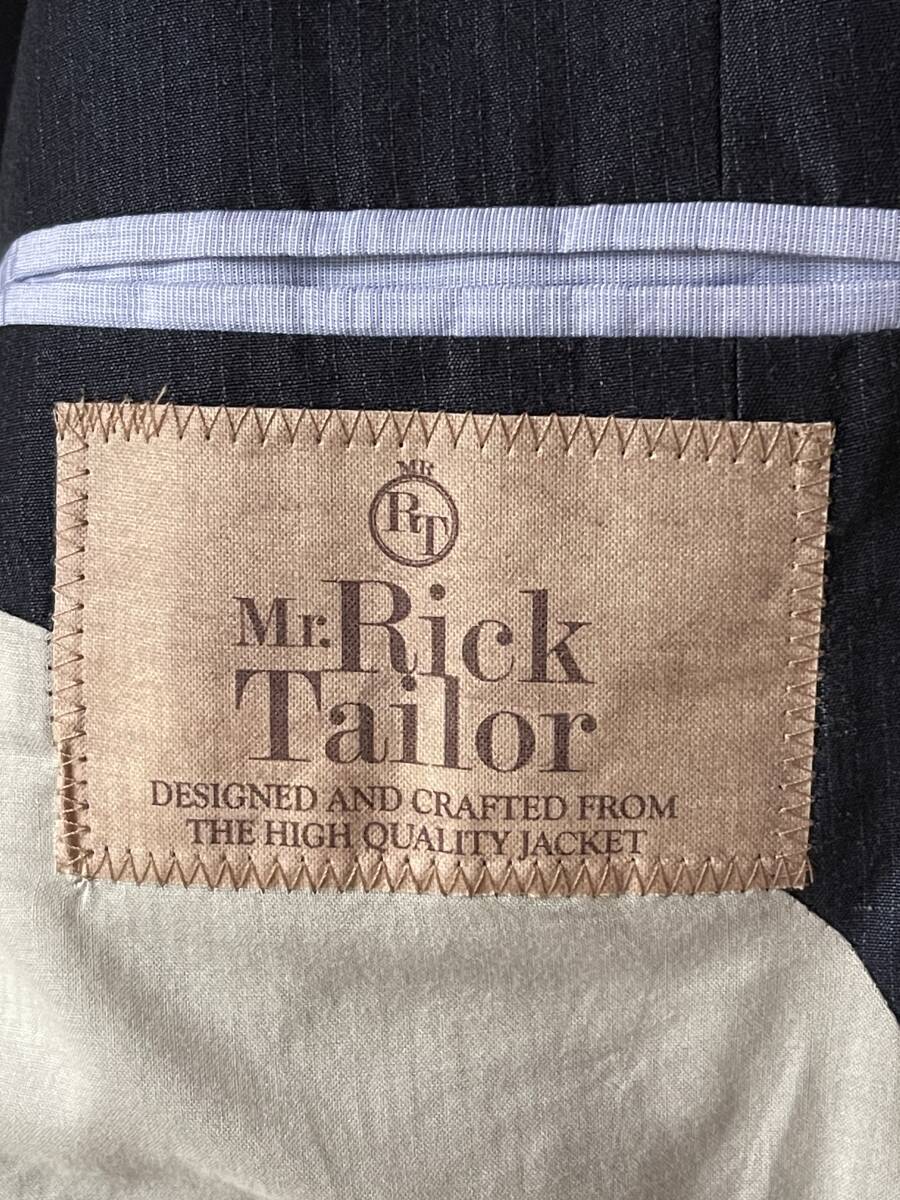 MR
RT
Mr. Rick
Tailor
DESIGNED AND CRAFTED FROM
THE HIGH QUALITY JACKET